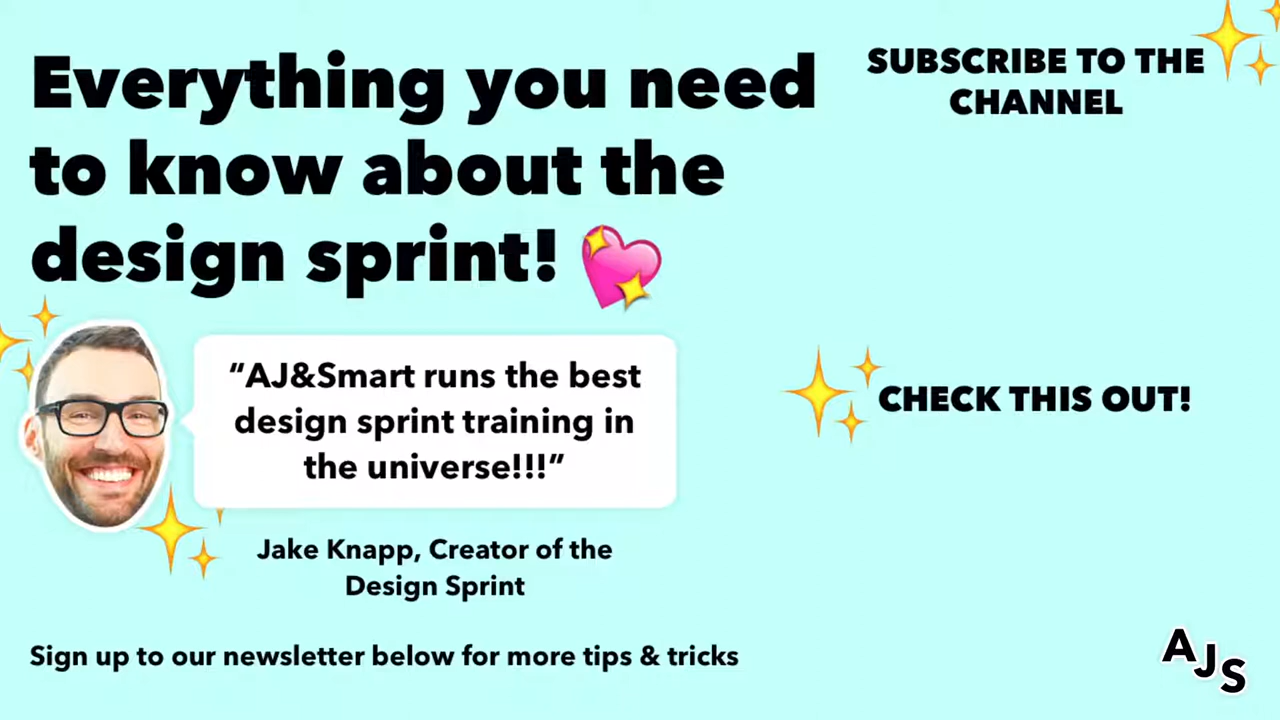 Everything you need
to know about the
design sprint!
SUBSCRIBE TO THE
CHANNEL
"AJ&Smart runs the best
design sprint training in
the universe!!!"
Jake Knapp, Creator of the
Design Sprint
CHECK THIS OUT!
Sign up to our newsletter below for more tips & tricks
AJS